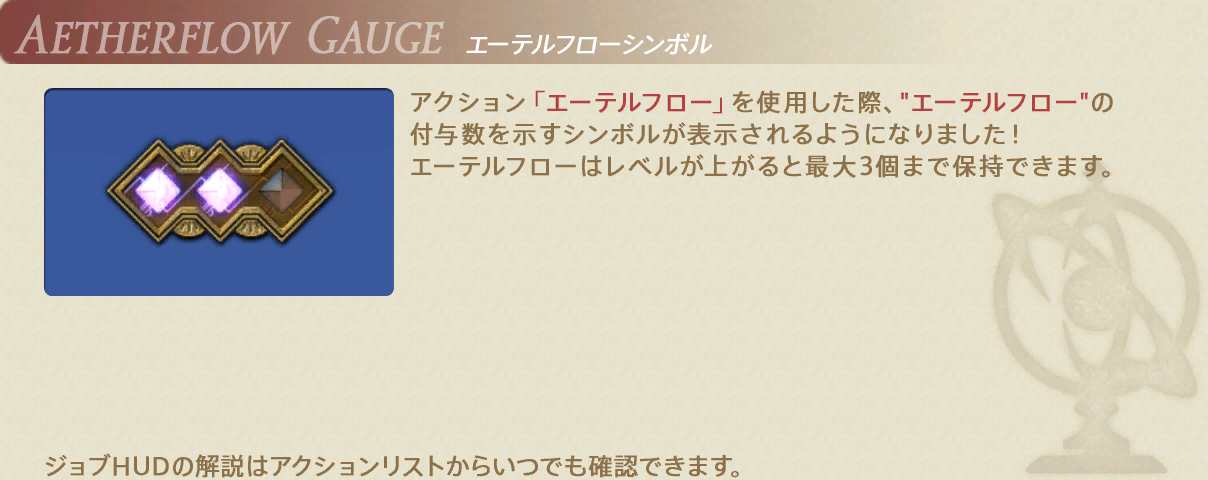 AETHERFLOW GAUGE エーテルフローシンボル
アクション「エーテルフロー」を使用した際、"エーテルフロー"の
付与数を示すシンボルが表示されるようになりました！
エーテルフローはレベルが上がると最大3個まで保持できます。
ジョブHUDの解説はアクションリストからいつでも確認できます。